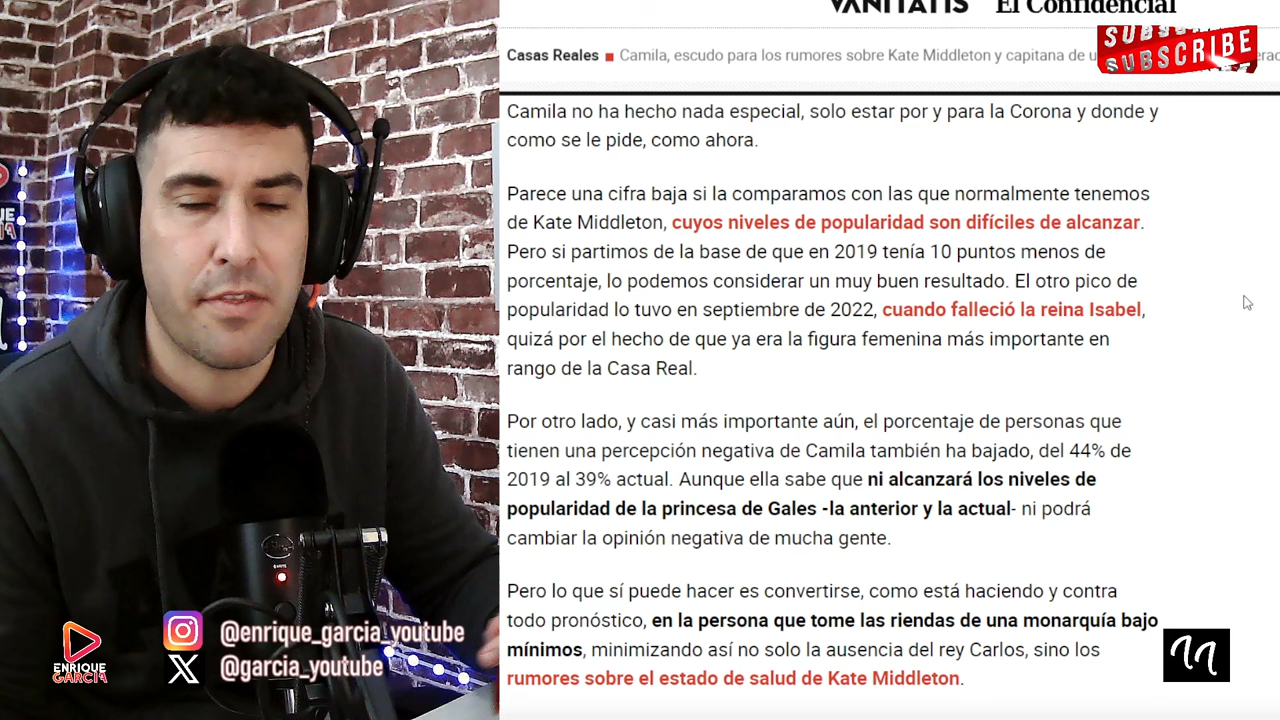 VANITATIS El Confidencial
SUBSCRIBE
SUBSCRIBE
Casas Reales Camila, escudo para los rumores sobre Kate Middleton y capitana de u
Camila no ha hecho nada especial, solo estar por y para la Corona y donde y
como se le pide, como ahora.
Parece una cifra baja si la comparamos con las que normalmente tenemos
de Kate Middleton, cuyos niveles de popularidad son difíciles de alcanzar.
Pero si partimos de la base de que en 2019 tenía 10 puntos menos de
porcentaje, lo podemos considerar un muy buen resultado. El otro pico de
popularidad lo tuvo en septiembre de 2022, cuando falleció la reina Isabel,
quizá por el hecho de que ya era la figura femenina más importante en
rango de la Casa Real.
Por otro lado, y casi más importante aún, el porcentaje de personas que
tienen una percepción negativa de Camila también ha bajado, del 44% de
2019 al 39% actual. Aunque ella sabe que ni alcanzará los niveles de
popularidad de la princesa de Gales -la anterior y la actual- ni podrá
cambiar la opinión negativa de mucha gente.
Pero lo que sí puede hacer es convertirse, como está haciendo y contra
todo pronóstico, en la persona que tome las riendas de una monarquía bajo
mínimos, minimizando así no solo la ausencia del rey Carlos, sino los
rumores sobre el estado de salud de Kate Middleton.
@enrique_garcia_youtube
@garcia_youtube
ENRIQUE
GARCIA